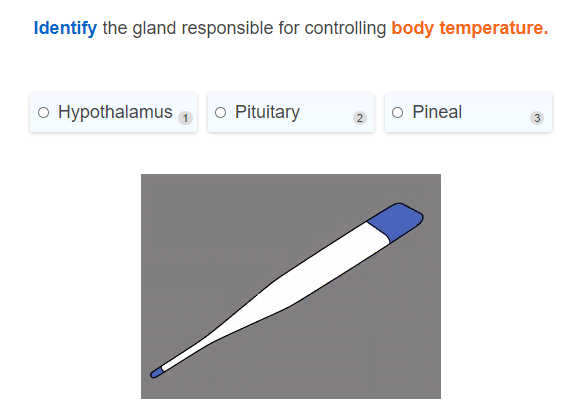 Identify the gland responsible for controlling body temperature.
Hypothalamus 1 Pituitary 2 Pineal 3